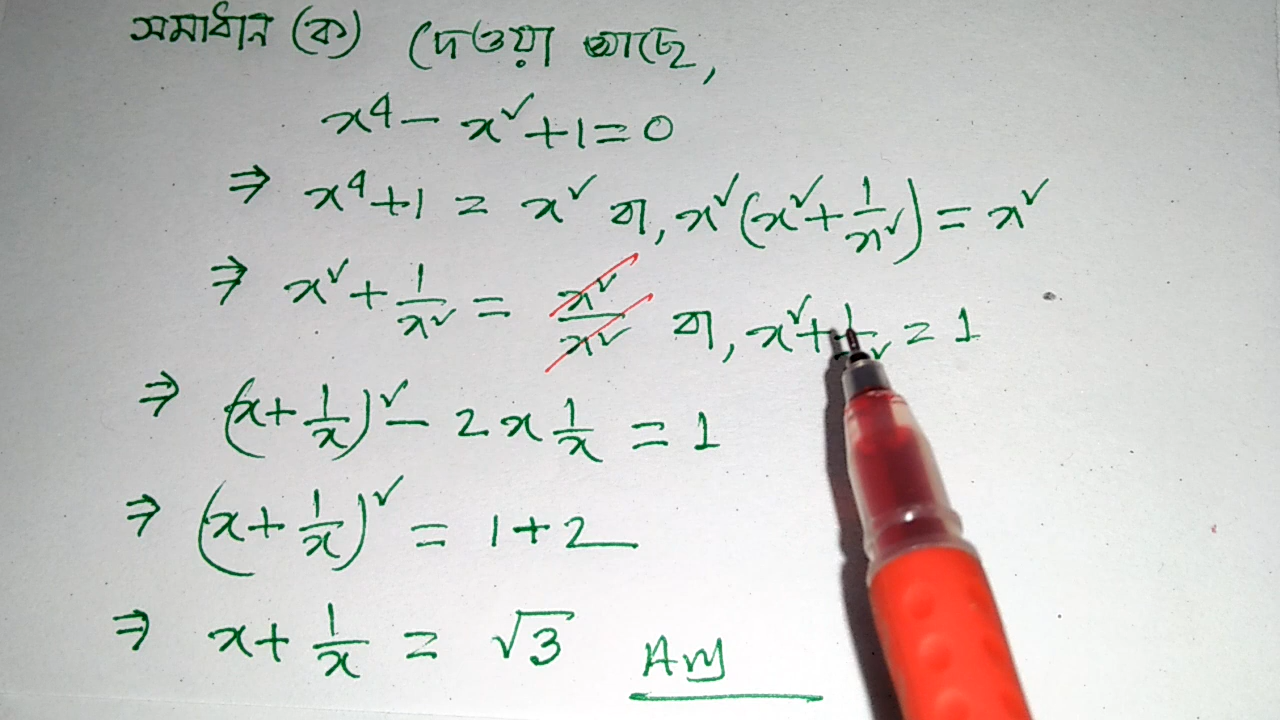 সমাধান (ক) দেওয়া আছে,
x⁴ - x² + 1 = 0
⇒ x⁴ + 1 = x² বা, x²(x² + 1/x²) = x²
⇒ x² + 1/x² = x²/x² বা, x² + 1/x² = 1
⇒ (x + 1/x)² - 2 x 1/x = 1
⇒ (x + 1/x)² = 1 + 2
⇒ x + 1/x = √3 Ans